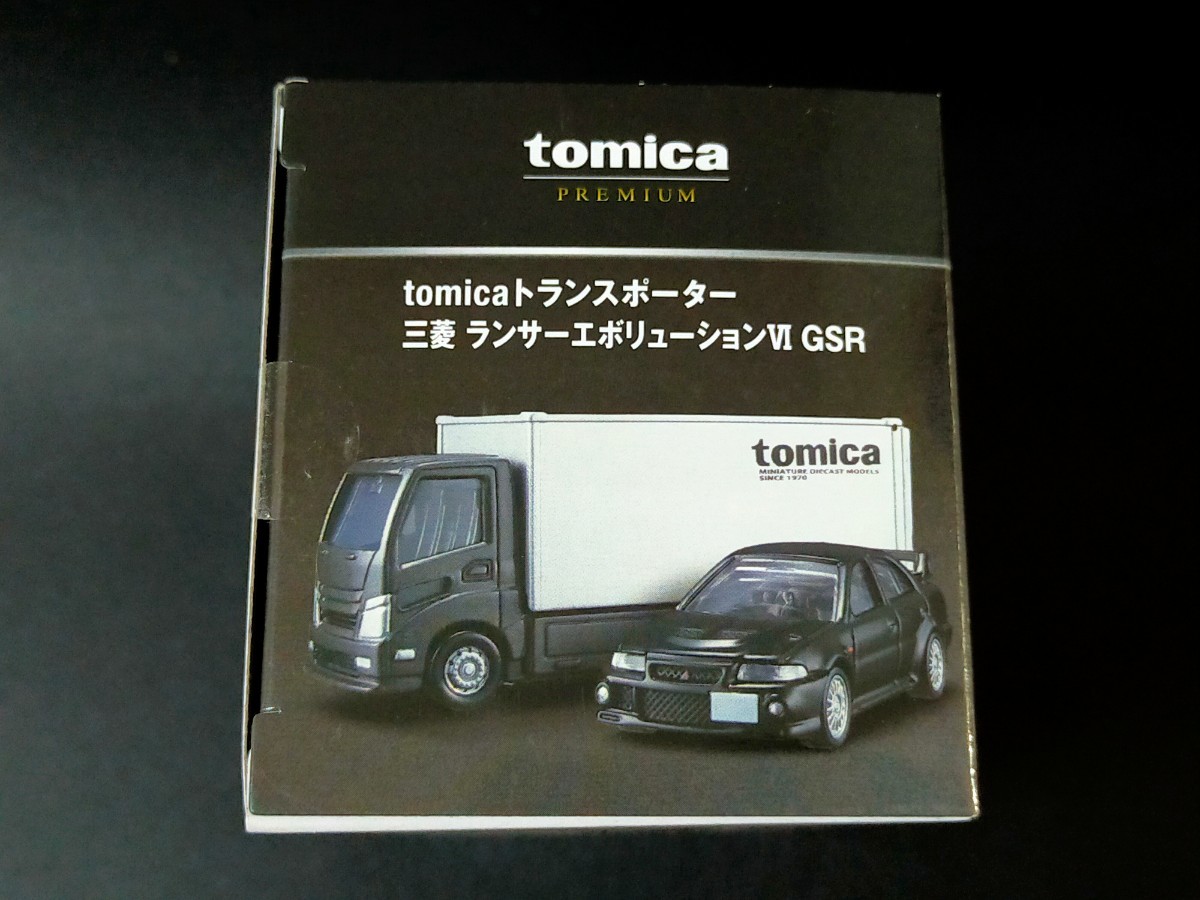 tomica
PREMIUM
tomicaトランスポーター
三菱 ランサーエボリューションⅥ GSR
tomica
MINIATURE DIECAST MODELS
SINCE 1970